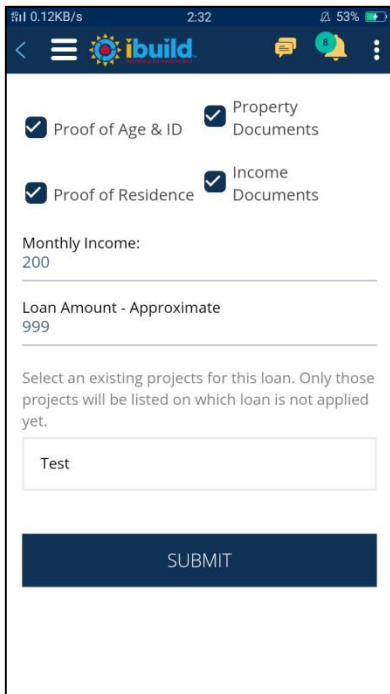 0.12KB/s 2:32 53%
ibuild
8
Proof of Age & ID
Property
Documents
Proof of Residence
Income
Documents
Monthly Income:
200
Loan Amount - Approximate
999
Select an existing projects for this loan. Only those
projects will be listed on which loan is not applied
yet.
Test
SUBMIT